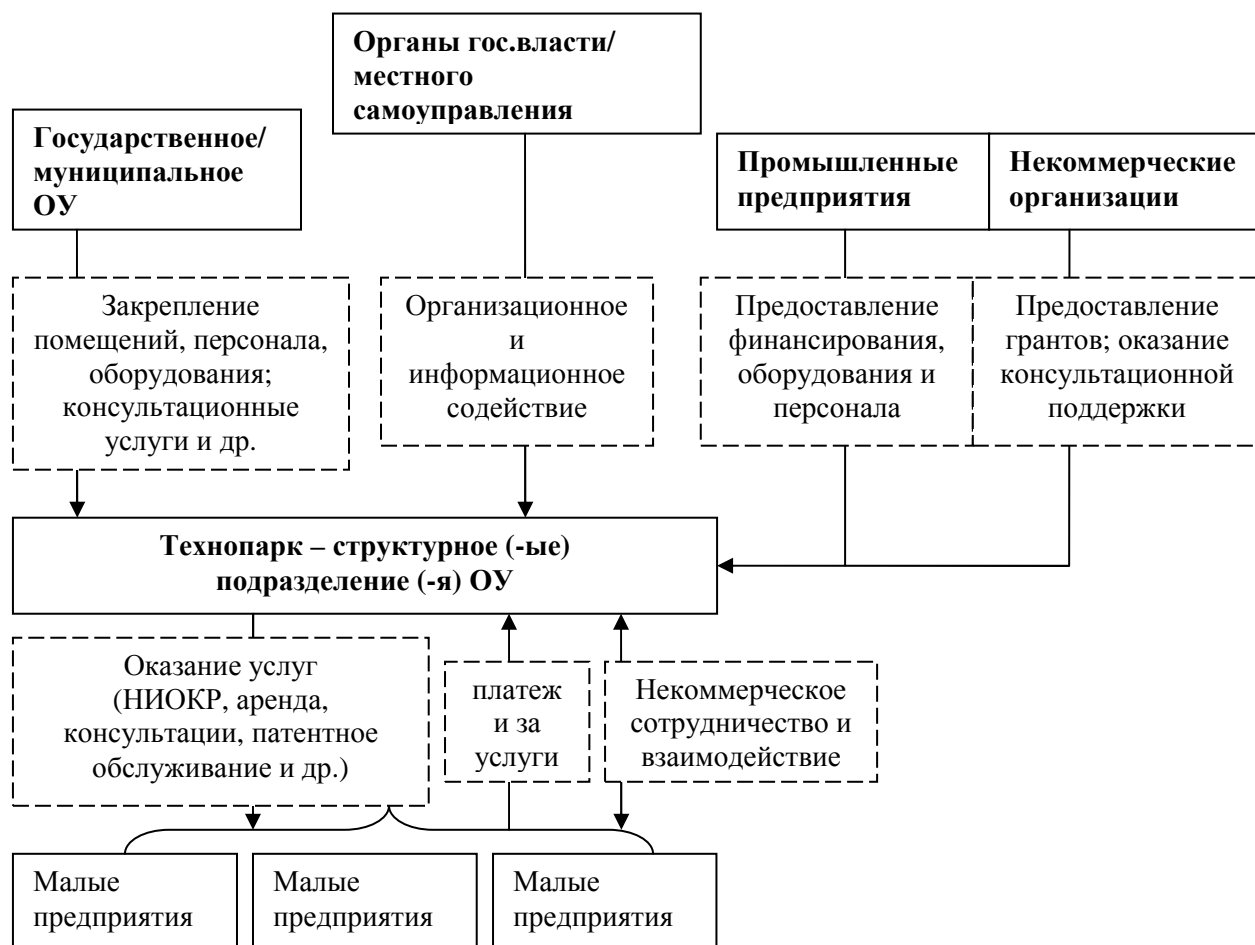 Органы гос.власти/
местного
самоуправления
Государственное/
муниципальное
ОУ
Промышленные
предприятия
Некоммерческие
организации
Закрепление
помещений, персонала,
оборудования;
консультационные
услуги и др.
Организационное
и
информационное
содействие
Предоставление
финансирования,
оборудования и
персонала
Предоставление
грантов; оказание
консультационной
поддержки
Технопарк – структурное (-ые)
подразделение (-я) ОУ
Оказание услуг
(НИОКР, аренда,
консультации, патентное
обслуживание и др.)
платеж
и за
услуги
Некоммерческое
сотрудничество и
взаимодействие
Малые
предприятия
Малые
предприятия
Малые
предприятия